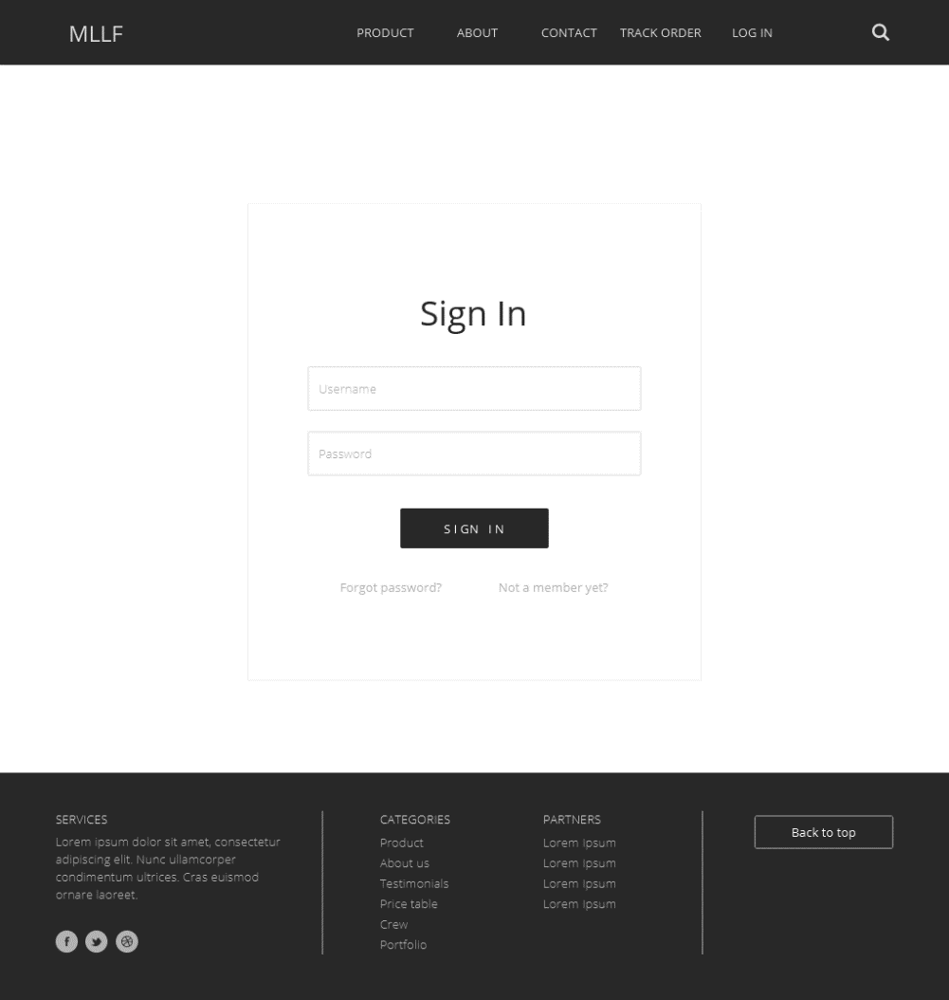 MLLF
PRODUCT ABOUT CONTACT TRACK ORDER LOG IN
Sign In
Username
Password
SIGN IN
Forgot password? Not a member yet?
SERVICES
Lorem ipsum dolor sit amet, consectetur
adipiscing elit. Nunc ullamcorper
condimentum ultrices. Cras euismod
ornare laoreet.
CATEGORIES
Product
About us
Testimonials
Price table
Crew
Portfolio
PARTNERS
Lorem Ipsum
Lorem Ipsum
Lorem Ipsum
Lorem Ipsum
Back to top